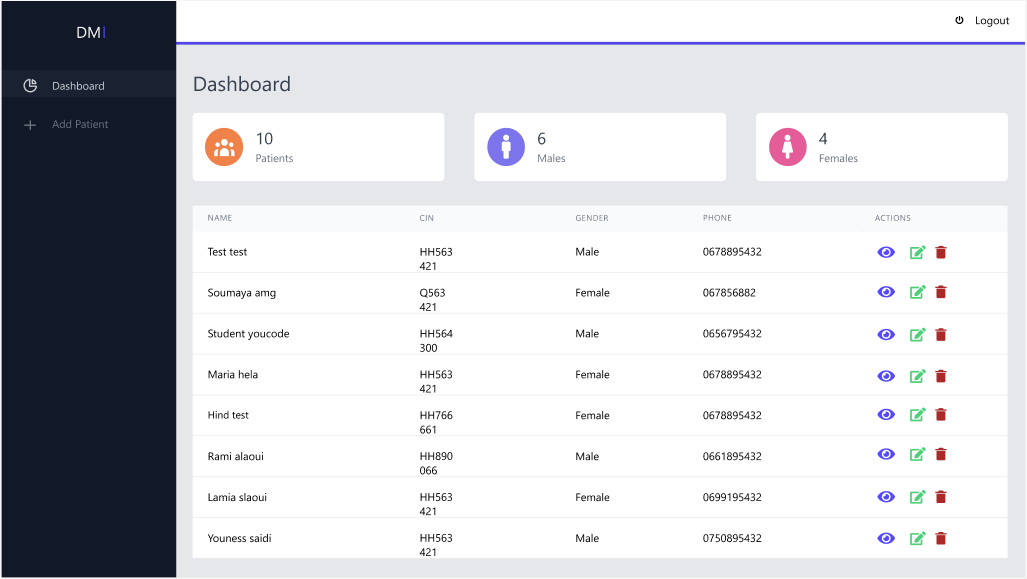 DMI
Logout
Dashboard
Add Patient
Dashboard
10
Patients
6
Males
4
Females
NAME CIN GENDER PHONE ACTIONS
Test test HH563 Male 0678895432
421
Soumaya amg Q563 Female 067856882
421
Student youcode HH564 Male 0656795432
300
Maria hela HH563 Female 0678895432
421
Hind test HH766 Female 0678895432
661
Rami alaoui HH890 Male 0661895432
066
Lamia slaoui HH563 Female 0699195432
421
Youness saidi HH563 Male 0750895432
421